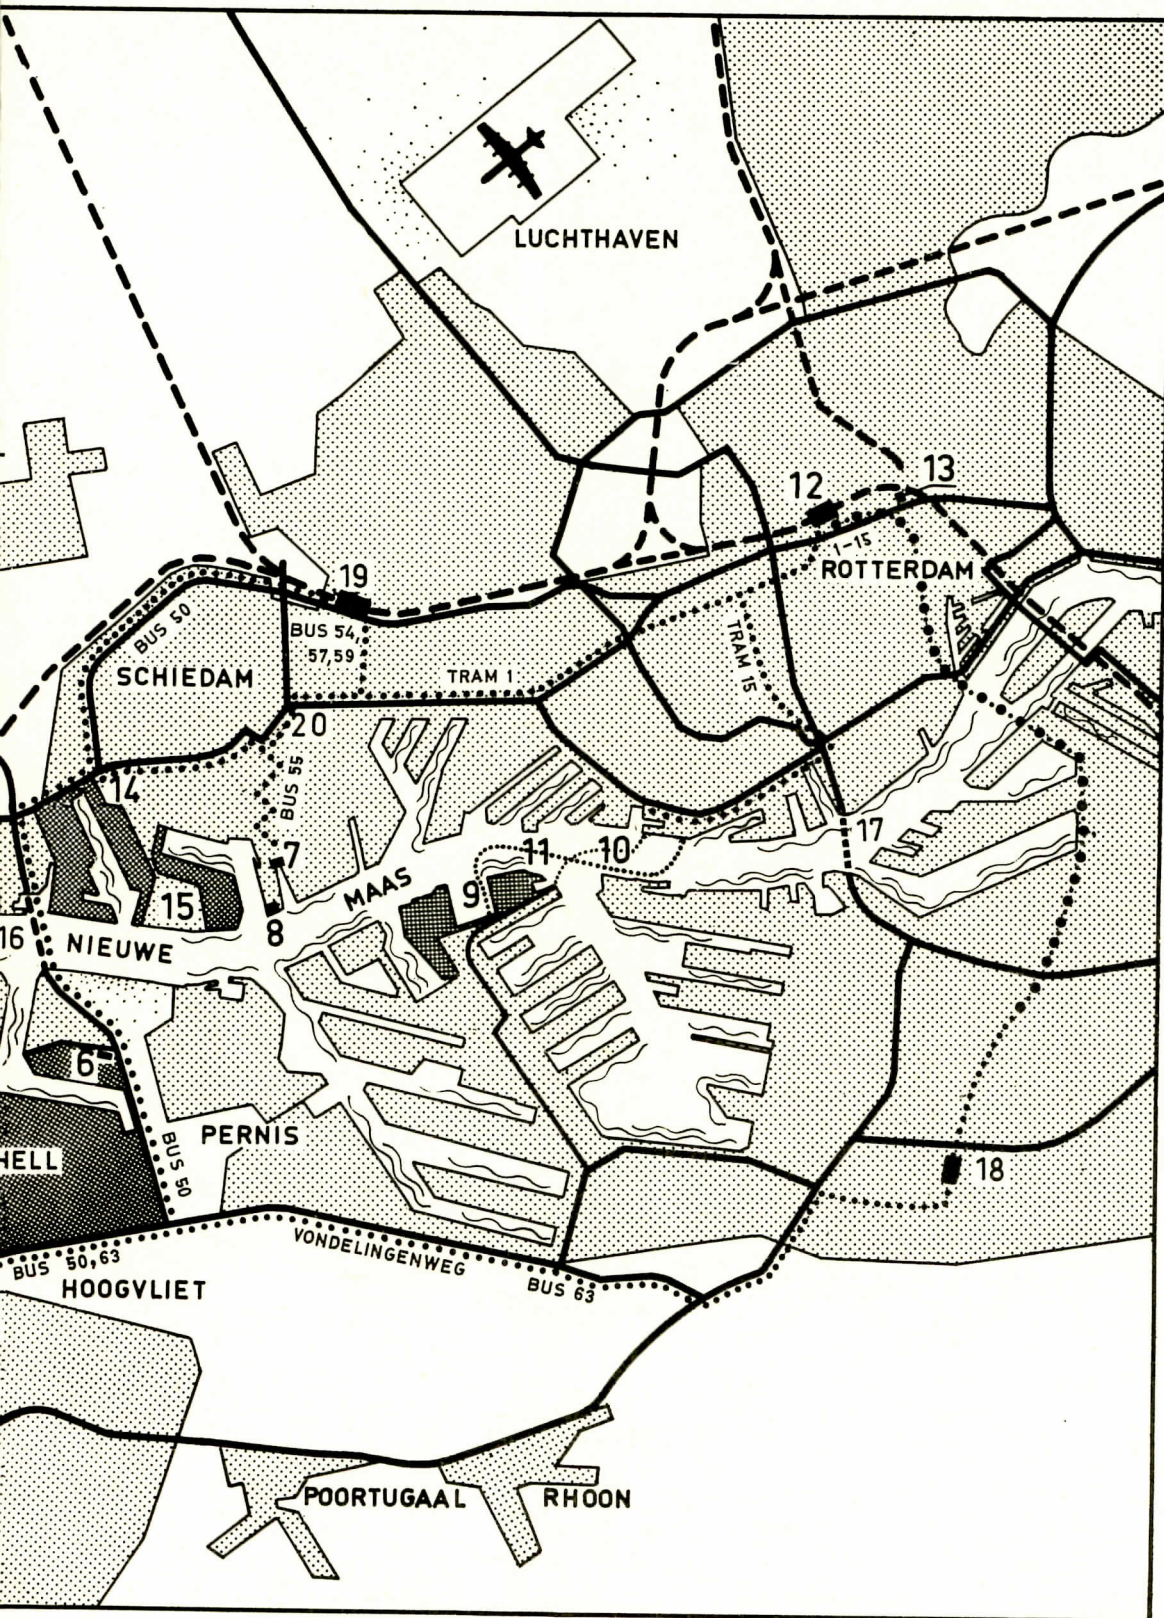 LUCHTHAVEN
13
12
1-15
ROTTERDAM
19
BUS 50
BUS 54,
57,59
SCHIEDAM
TRAM 1
TRAM 15
20
BUS 55
14
7
17
11
10
MAAS
9
15
8
16
NIEUWE
6
PERNIS
BUS 50
HELL
18
VONDELINGENWEG
BUS 50,63
BUS 63
HOOGVLIET
POORTUGAAL
RHOON